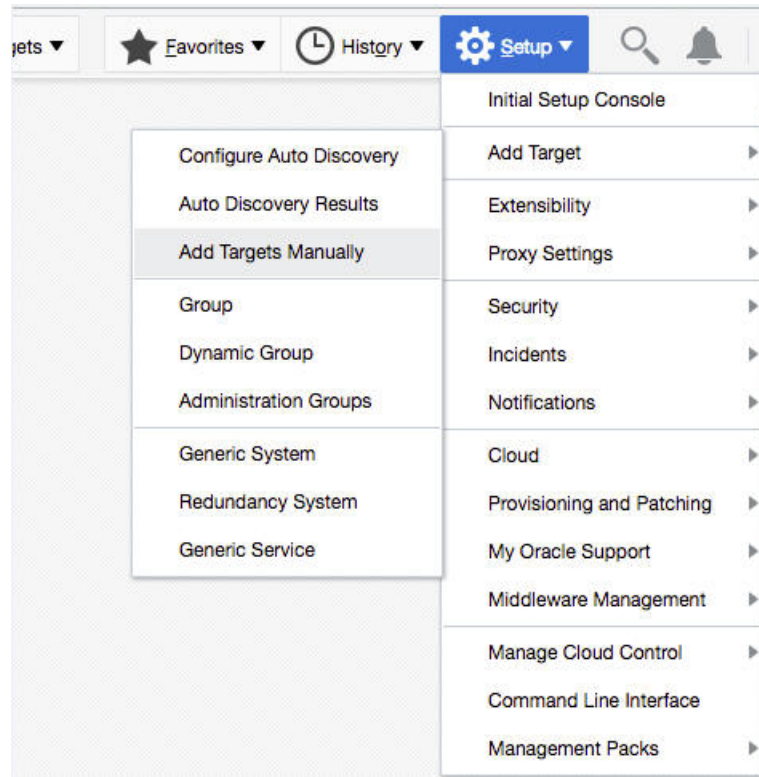 gets Favorites History Setup
Initial Setup Console
Configure Auto Discovery
Auto Discovery Results
Add Targets Manually
Group
Dynamic Group
Administration Groups
Generic System
Redundancy System
Generic Service
Add Target
Extensibility
Proxy Settings
Security
Incidents
Notifications
Cloud
Provisioning and Patching
My Oracle Support
Middleware Management
Manage Cloud Control
Command Line Interface
Management Packs